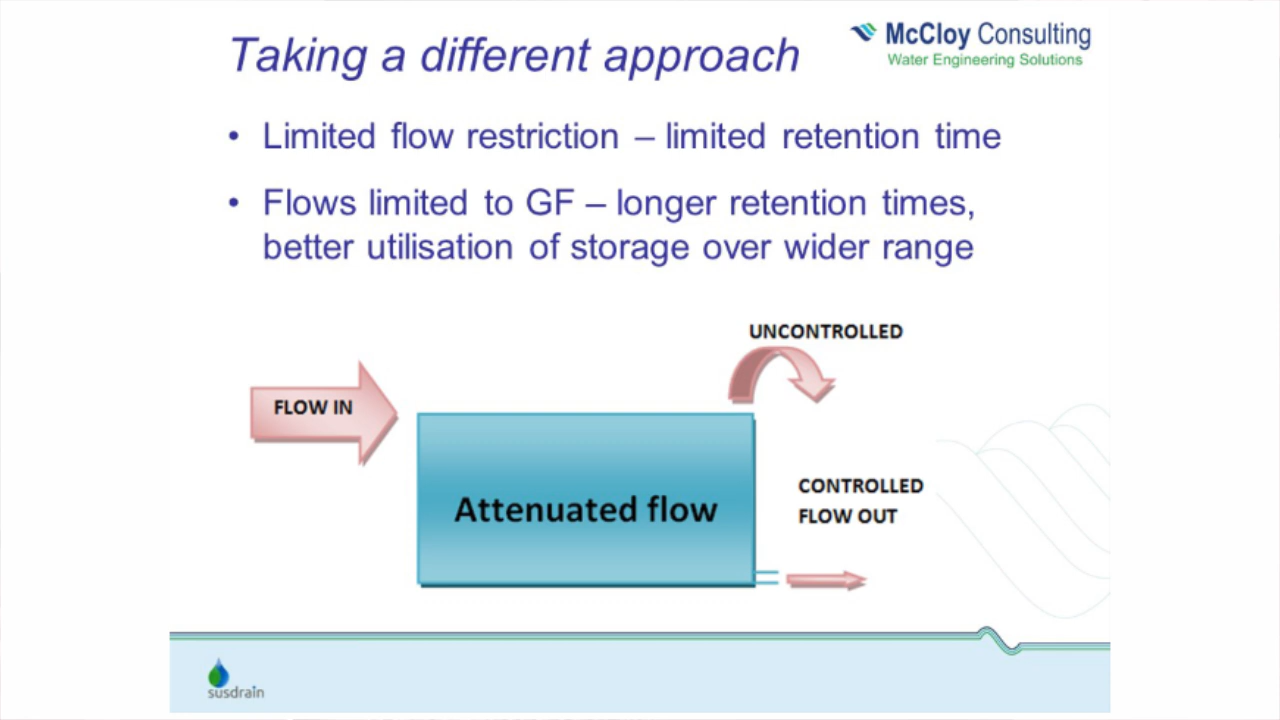 Taking a different approach
McCloy Consulting
Water Engineering Solutions
• Limited flow restriction – limited retention time
• Flows limited to GF – longer retention times,
better utilisation of storage over wider range
UNCONTROLLED
FLOW IN
Attenuated flow
CONTROLLED
FLOW OUT
susdrain